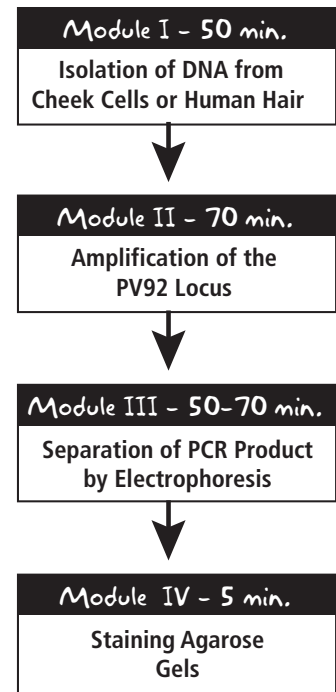 Module I - 50 min.
Isolation of DNA from
Cheek Cells or Human Hair
Module II - 70 min.
Amplification of the
PV92 Locus
Module III - 50-70 min.
Separation of PCR Product
by Electrophoresis
Module IV - 5 min.
Staining Agarose
Gels